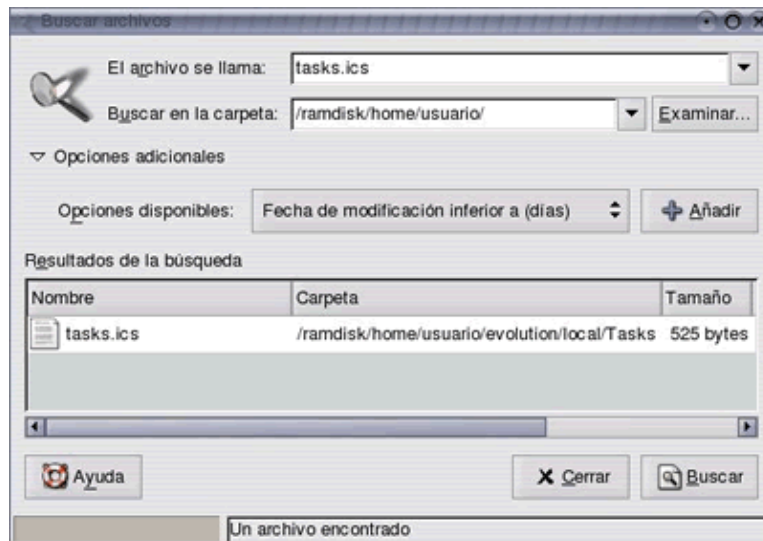 Buscar archivos
El archivo se llama: tasks.ics
Buscar en la carpeta: /ramdisk/home/usuario/ Examinar...
Opciones adicionales
Opciones disponibles: Fecha de modificación inferior a (días) Añadir
Resultados de la búsqueda
Nombre Carpeta Tamaño
tasks.ics /ramdisk/home/usuario/evolution/local/Tasks 525 bytes
Ayuda Cerrar Buscar
Un archivo encontrado